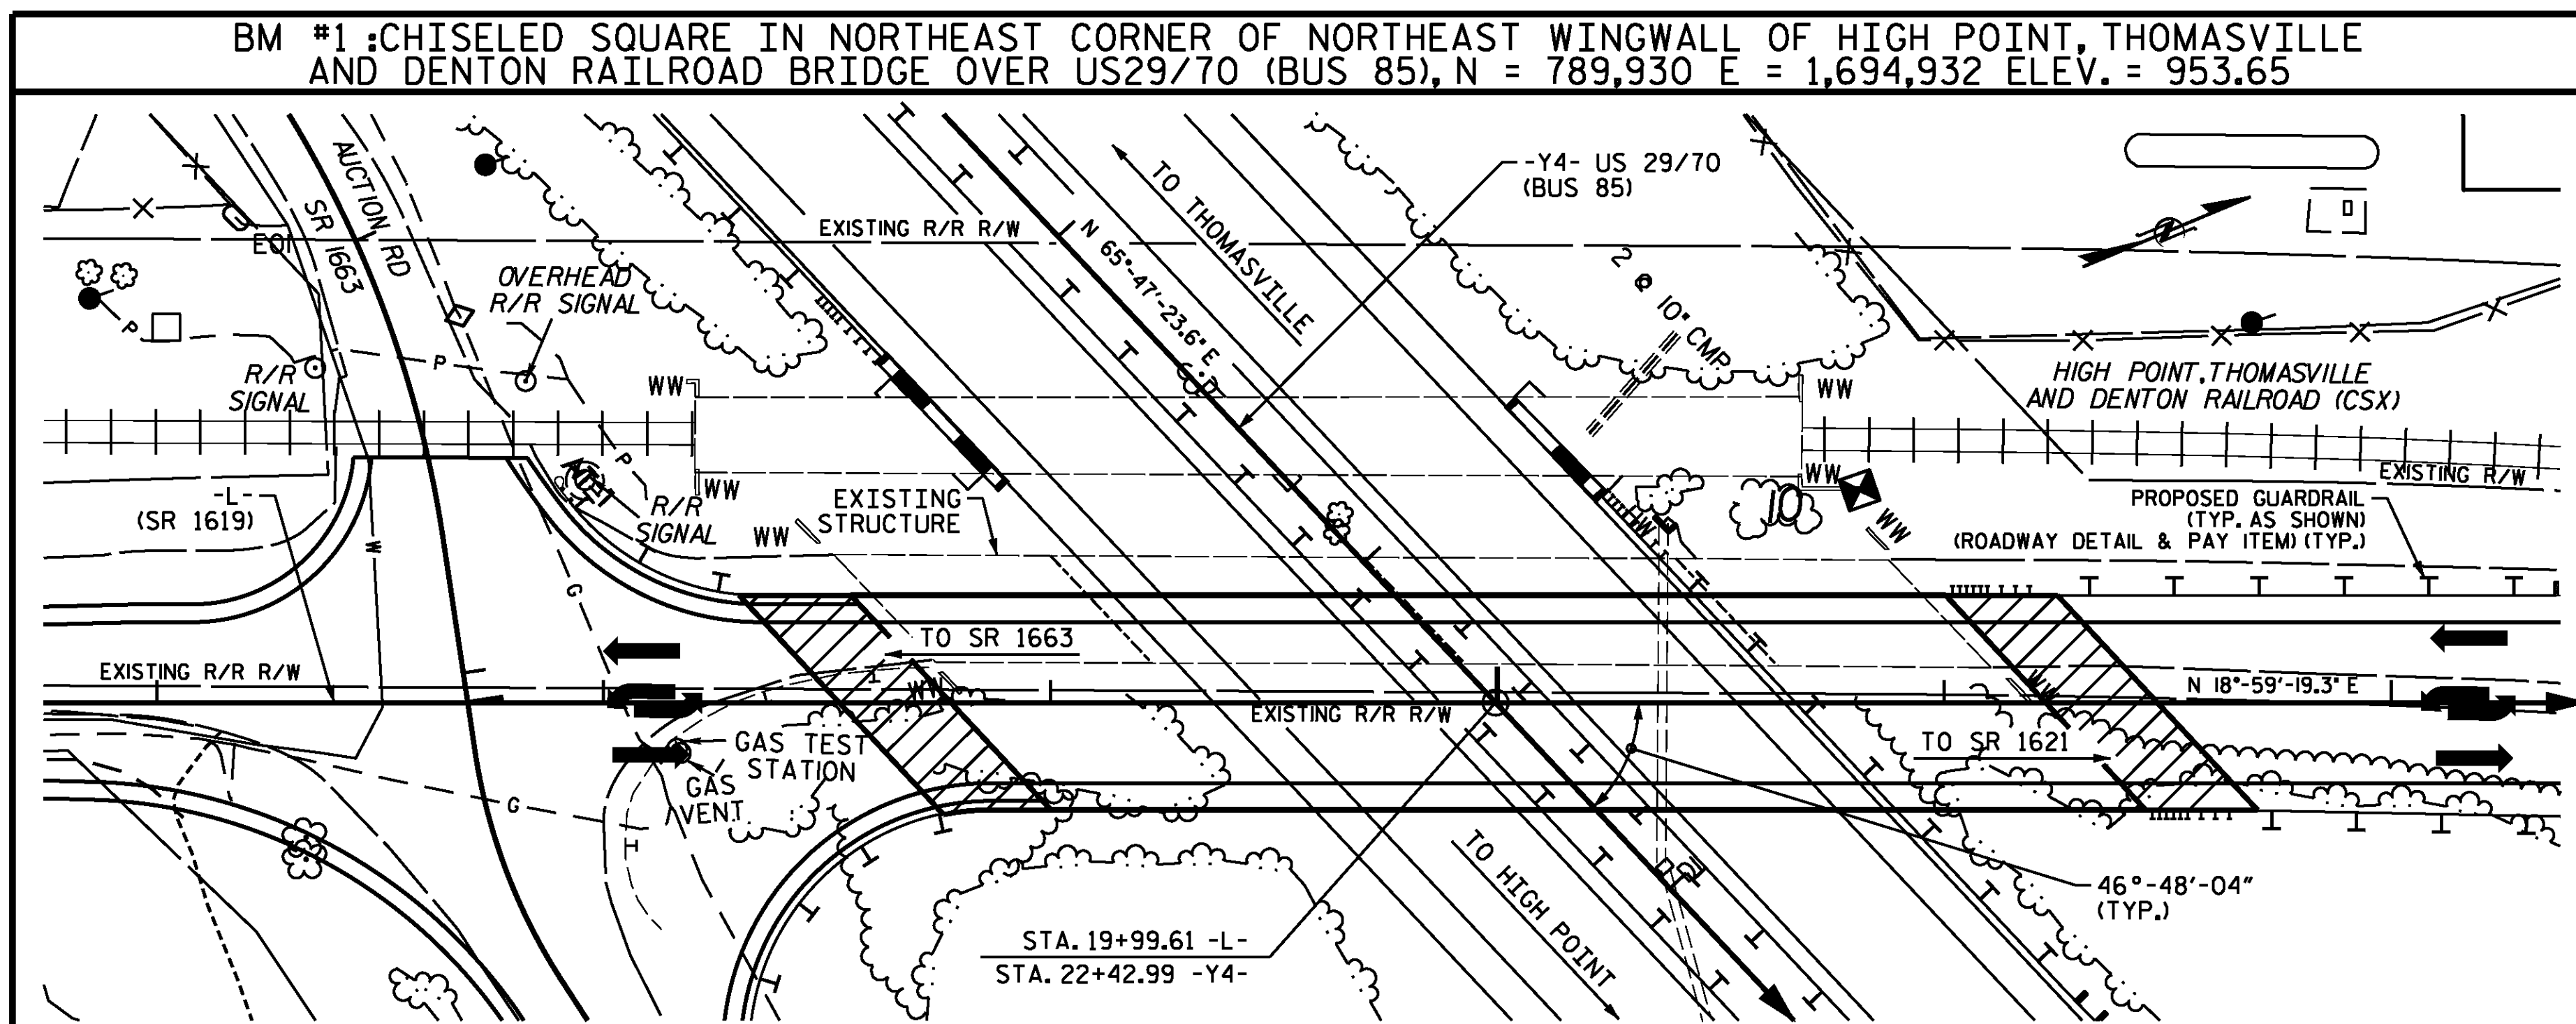 BM #1 :CHISELED SQUARE IN NORTHEAST CORNER OF NORTHEAST WINGWALL OF HIGH POINT, THOMASVILLE
AND DENTON RAILROAD BRIDGE OVER US29/70 (BUS 85), N = 789,930 E = 1,694,932 ELEV. = 953.65
AUCTION RD
SR 1663
EXISTING R/R R/W
N 65°-47'-23.6" E
TO THOMASVILLE
-Y4- US 29/70
(BUS 85)
N
EOI
OVERHEAD
R/R SIGNAL
P
P
P
R/R
SIGNAL
2 @ 10" CMP
HIGH POINT, THOMASVILLE
AND DENTON RAILROAD (CSX)
WW
WW
WW
WW
WW
WW
EXISTING R/W
-L-
(SR 1619)
R/R
SIGNAL
EXISTING
STRUCTURE
10
HW
PROPOSED GUARDRAIL
(TYP. AS SHOWN)
(ROADWAY DETAIL & PAY ITEM) (TYP.)
W
G
TO SR 1663
EXISTING R/R R/W
WW
WW
N 18°-59'-19.3" E
EXISTING R/R R/W
GAS TEST
STATION
GAS
VENT
G
TO SR 1621
TO HIGH POINT
46°-48'-04"
(TYP.)
STA. 19+99.61 -L-
STA. 22+42.99 -Y4-